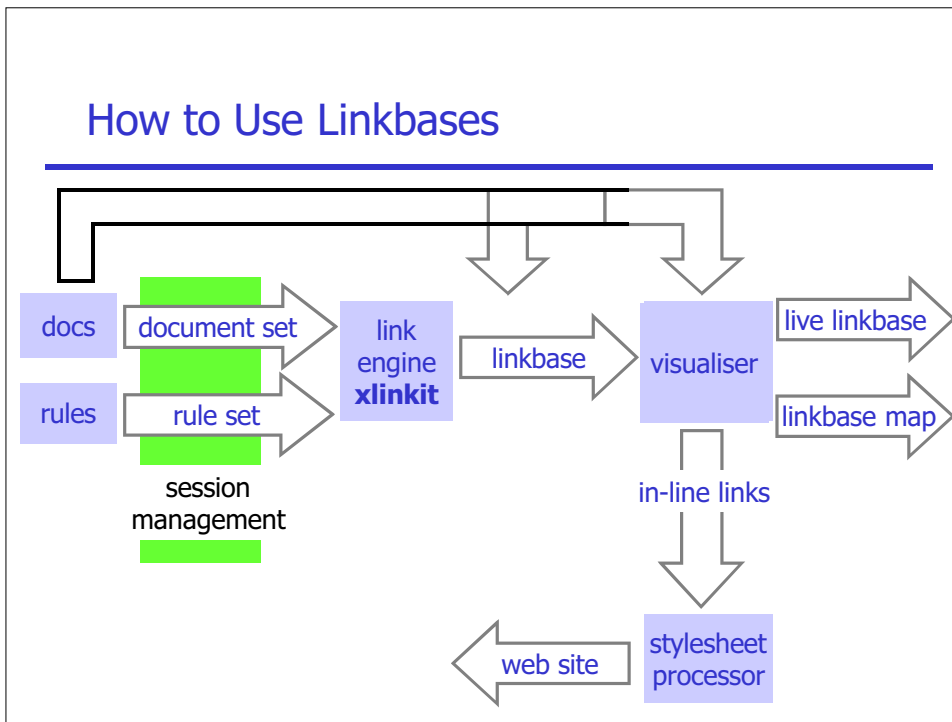 How to Use Linkbases
docs
document set
link
engine
xlinkit
linkbase
visualiser
live linkbase
linkbase map
rules
rule set
session
management
in-line links
stylesheet
processor
web site